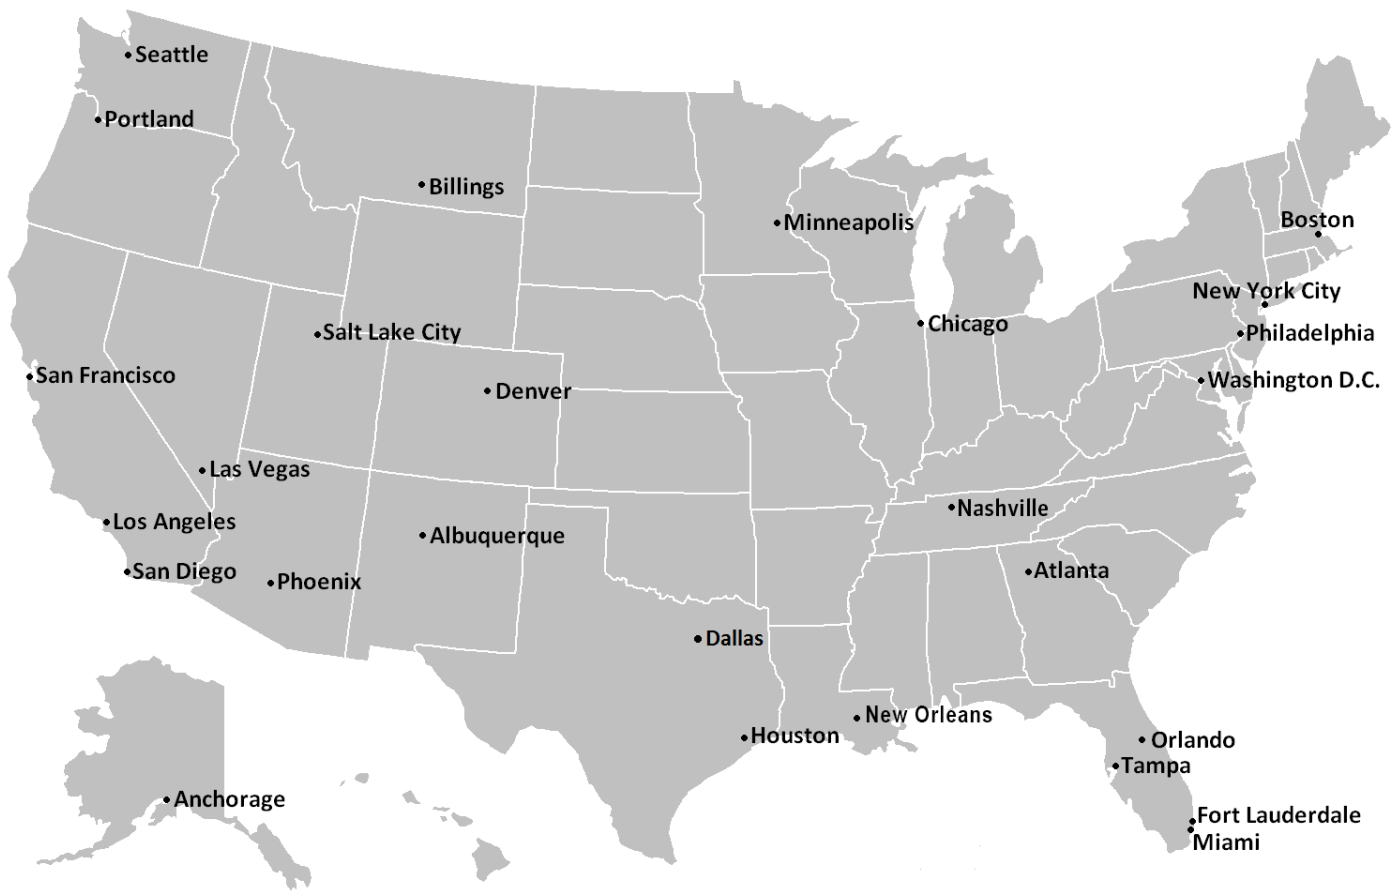 Seattle
Portland
Billings
Minneapolis
Boston
New York City
Salt Lake City
Chicago
Philadelphia
San Francisco
Denver
Washington D.C.
Las Vegas
Nashville
Los Angeles
Albuquerque
San Diego
Phoenix
Atlanta
Dallas
New Orleans
Houston
Orlando
Tampa
Anchorage
Fort Lauderdale
Miami